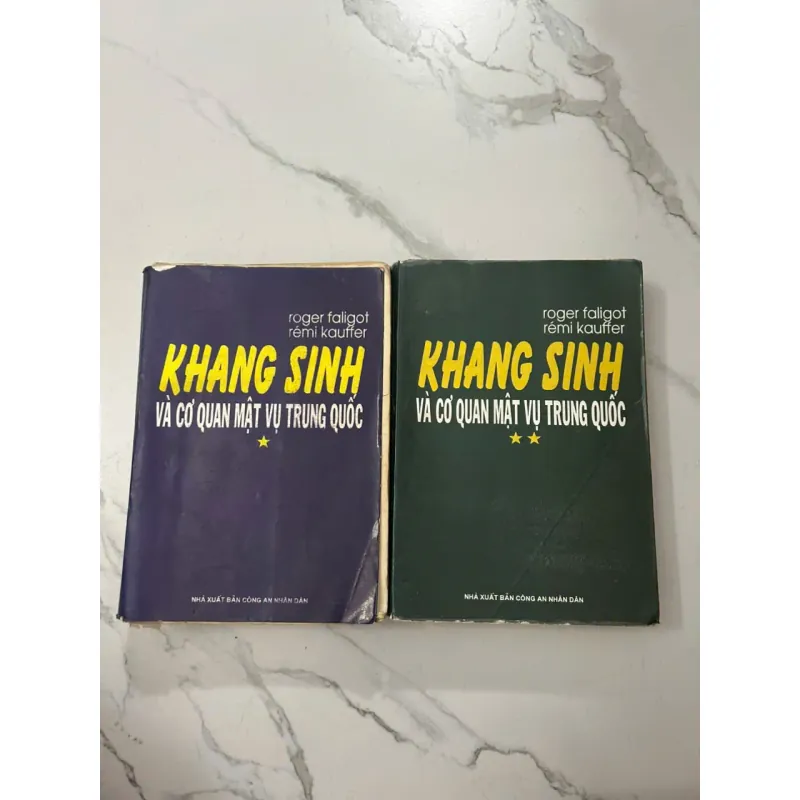 roger faligot
rémi kauffer
KHANG SINH
VÀ CƠ QUAN MẬT VỤ TRUNG QUỐC
NHÀ XUẤT BẢN CÔNG AN NHÂN DÂN
roger faligot
rémi kauffer
KHANG SINH
VÀ CƠ QUAN MẬT VỤ TRUNG QUỐC
NHÀ XUẤT BẢN CÔNG AN NHÂN DÂN